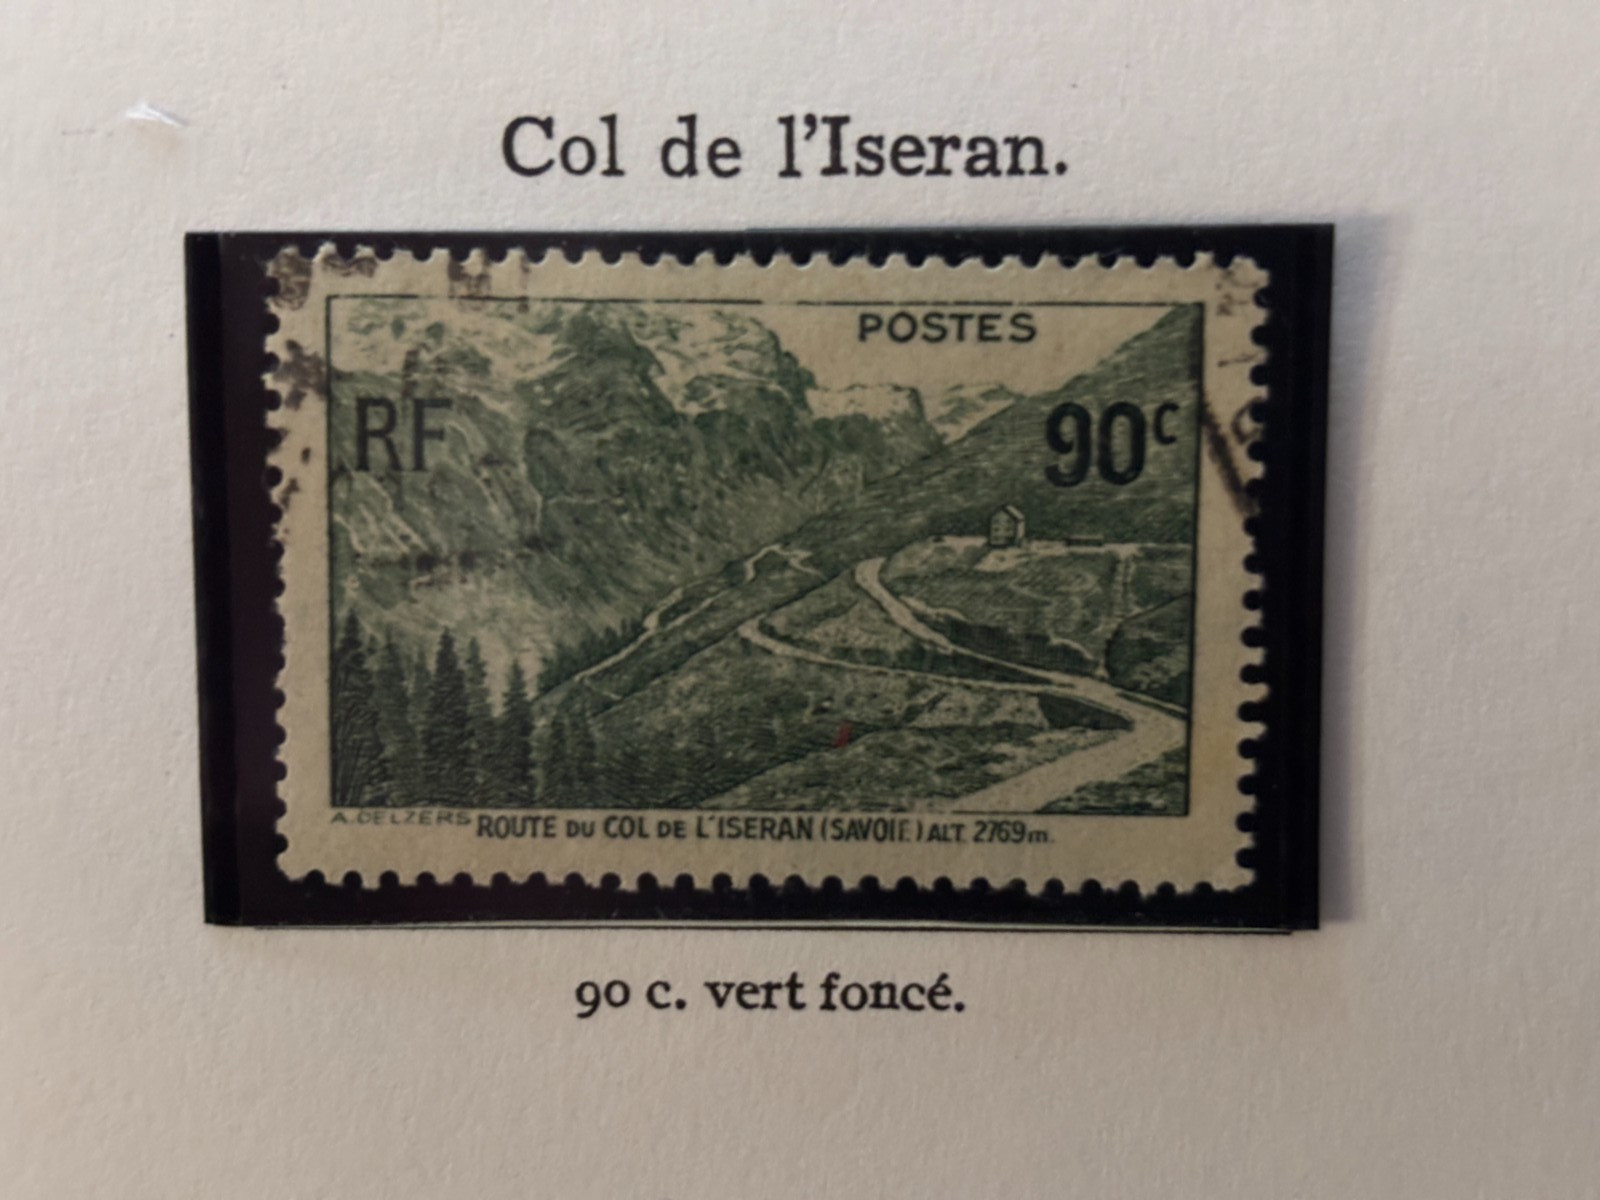 Col de l'Iseran.
POSTES
RF
90c
A. DELZERS
ROUTE DU COL DE L'ISERAN (SAVOIE) ALT. 2769m.
90 c. vert foncé.